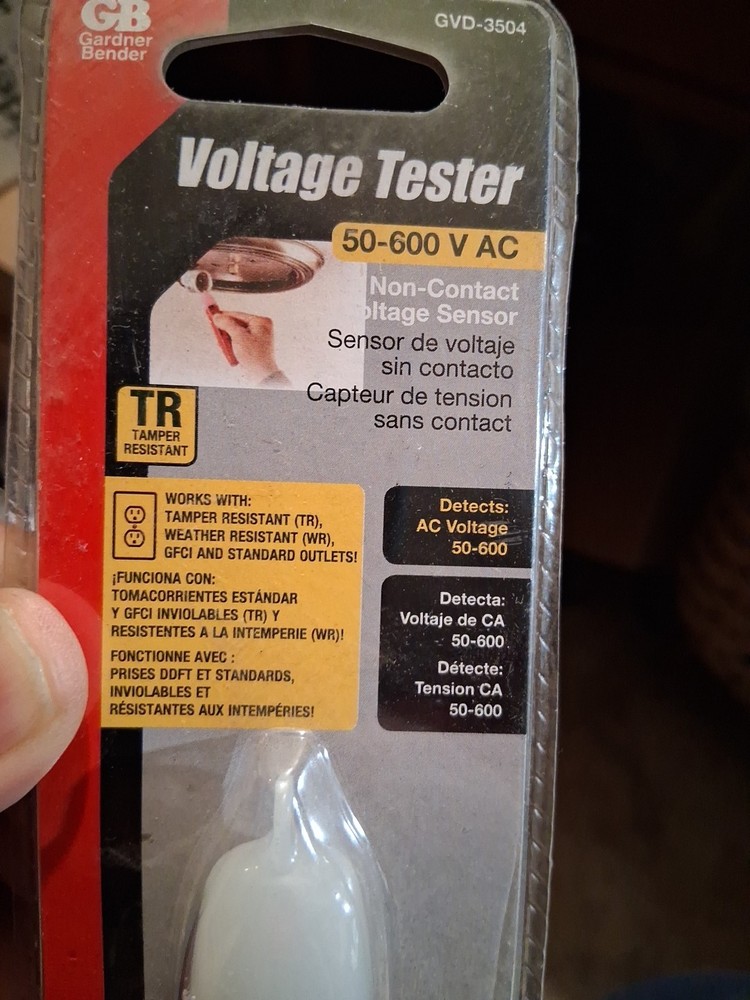 GB
Gardner
Bender
GVD-3504
Voltage Tester
50-600 V AC
Non-Contact
oltage Sensor
Sensor de voltaje
sin contacto
Capteur de tension
sans contact
TR
TAMPER
RESISTANT
WORKS WITH:
TAMPER RESISTANT (TR),
WEATHER RESISTANT (WR),
GFCI AND STANDARD OUTLETS!
¡FUNCIONA CON:
TOMACORRIENTES ESTÁNDAR
Y GFCI INVIOLABLES (TR) Y
RESISTENTES A LA INTEMPERIE (WR)!
FONCTIONNE AVEC :
PRISES DDFT ET STANDARDS,
INVIOLABLES ET
RÉSISTANTES AUX INTEMPÉRIES!
Detects:
AC Voltage
50-600
Detecta:
Voltaje de CA
50-600
Détecte:
Tension CA
50-600